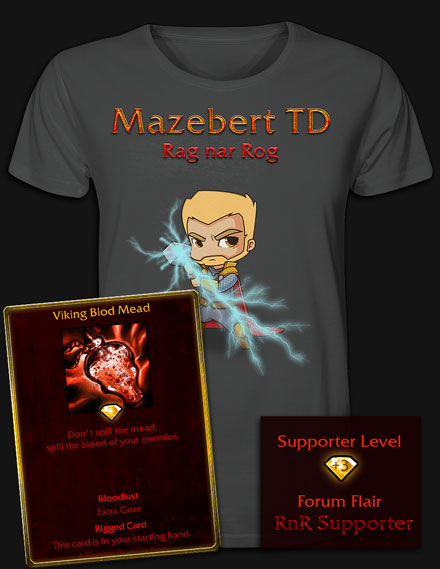 Mazebert TD
Rag nar Rog
Viking Blod Mead
Don't spill the mead,
spill the blood of your enemies.
Bloodlust
Extra Gore
Rigged Card
This card is in your starting hand.
Supporter Level
+3
Forum Flair
RnR Supporter